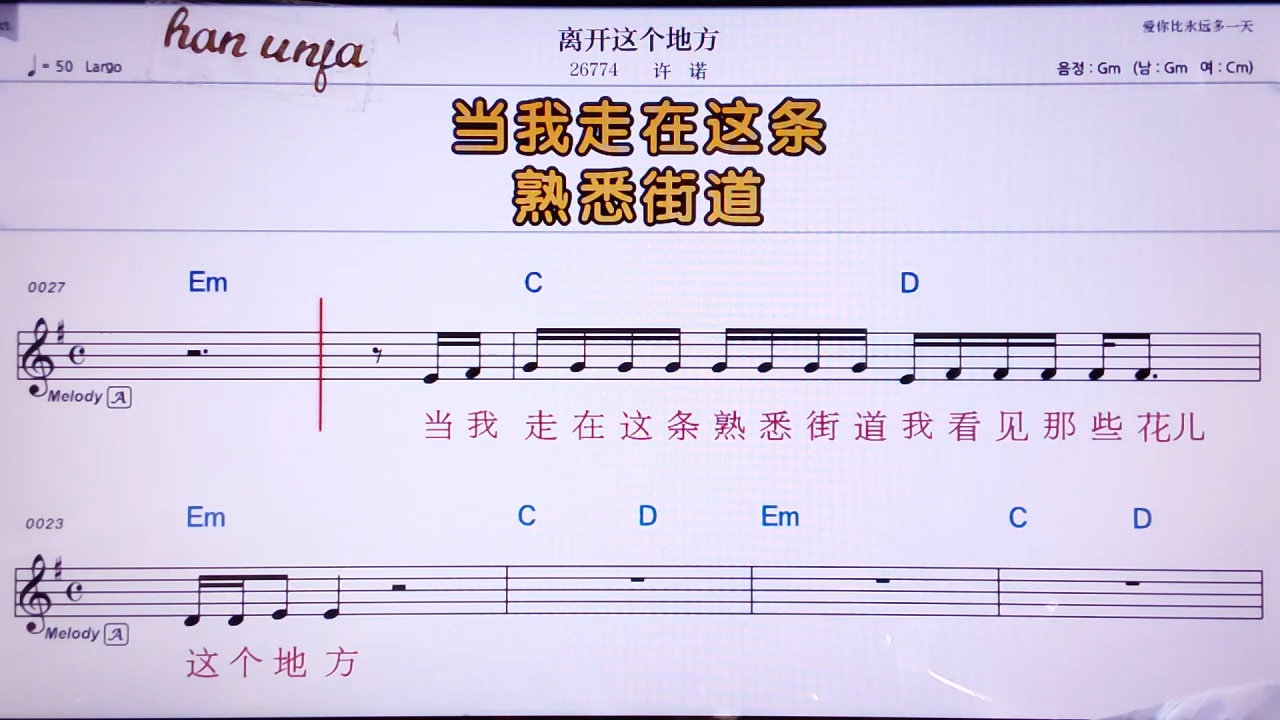 han unfa
离开这个地方
爱你比永远多一天
♩= 50 Largo
26774 许 诺
음정 : Gm (남 : Gm 여 : Cm)
当我走在这条
熟悉街道
0027 Em C D
Melody A
当我 走在这条熟悉街道我看见那些花儿
0023 Em C D Em C D
Melody A
这个地方